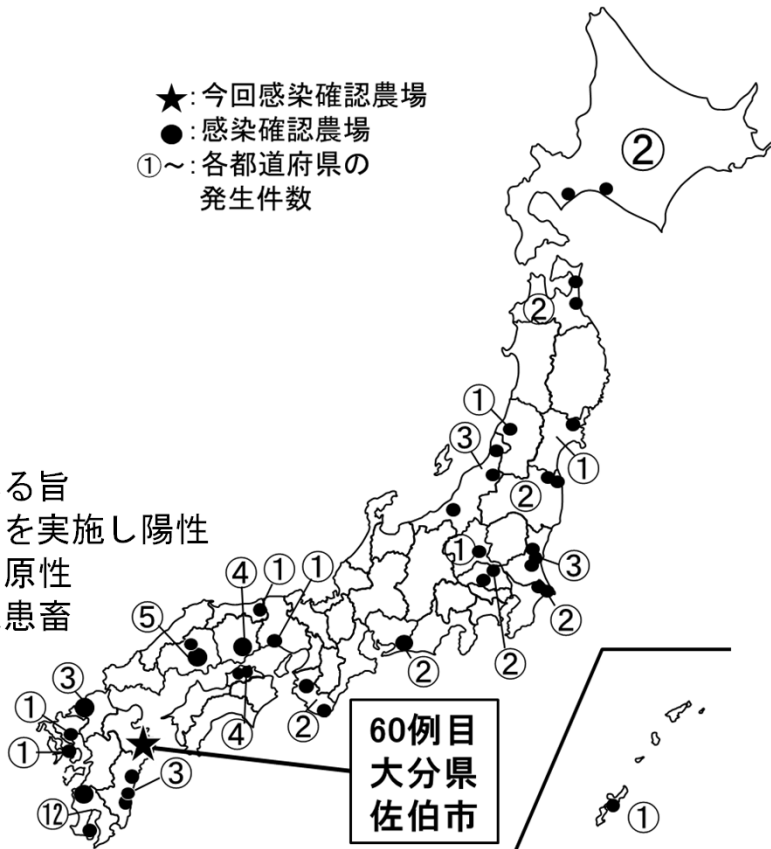 ★:今回感染確認農場
●:感染確認農場
①～:各都道府県の
発生件数
②
②
①
③
①
②
る旨
を実施し陽性
原性
患畜
①
③
④
①
①
⑤
②
②
②
③
④
②
①
①
③
⑫
60例目
大分県
佐伯市
①